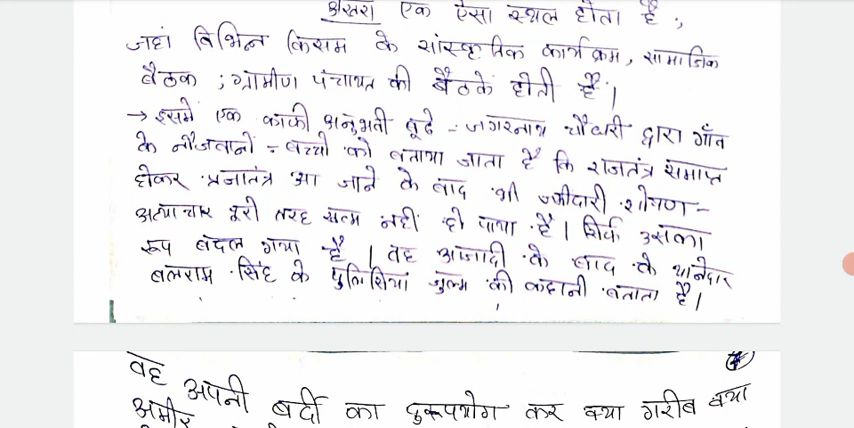 अखरा एक ऐसा स्थल होता है,
जहां विभिन्न किसम के सांस्कृतिक कार्यक्रम, सामाजिक
बैठक, ग्रामीण पंचायत की बैठकें होती हैं।
→ इसमें एक काफी अनुभवी बूढे - जगरनाथ चौधरी द्वारा गाँव
के नौजवानों - बच्चों को बताया जाता है कि राजतंत्र समाप्त
होकर प्रजातंत्र आ जाने के बाद भी जमींदारी शोषण -
अत्याचार पूरी तरह खत्म नहीं हो पाया है। सिर्फ उसका
रूप बदल गया है। वह आजादी के बाद के थानेदार
बलराम सिंह के पुलिसिया जुल्म की कहानी बताता है।
वह अपनी बर्दी का दुरूपयोग कर क्या गरीब क्या
अमीर